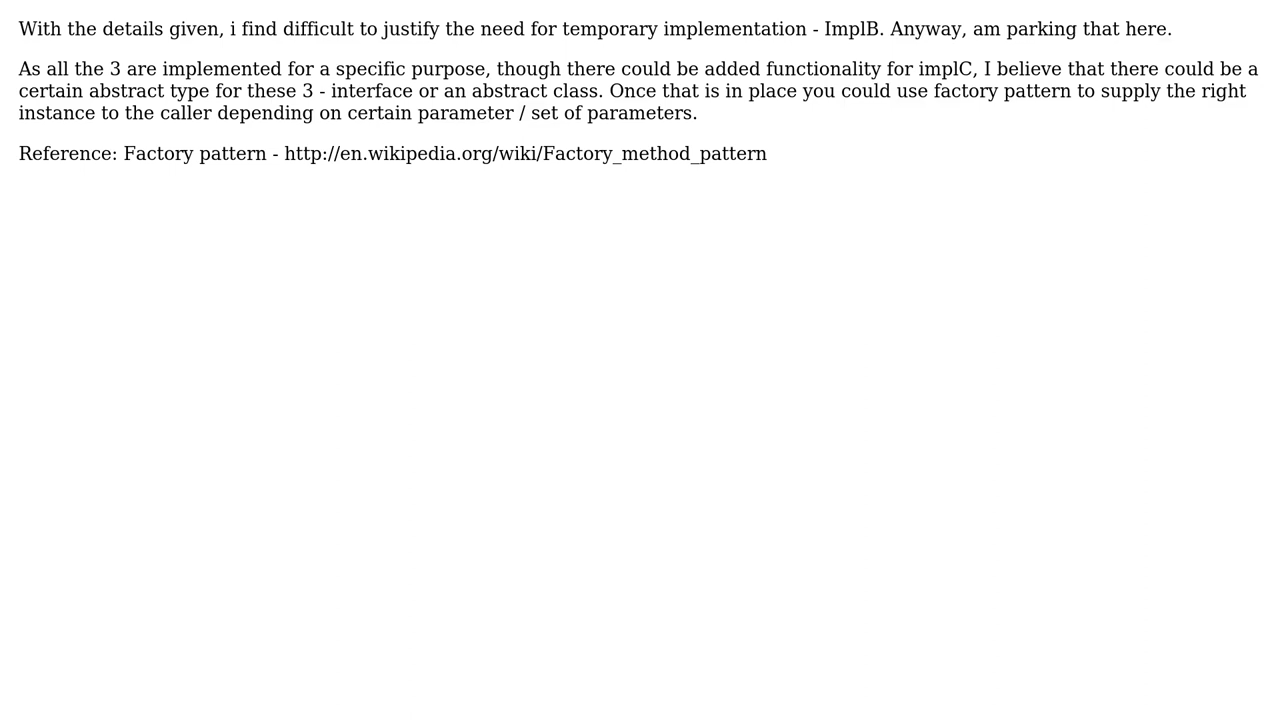 With the details given, i find difficult to justify the need for temporary implementation - ImplB. Anyway, am parking that here.
As all the 3 are implemented for a specific purpose, though there could be added functionality for implC, I believe that there could be a
certain abstract type for these 3 - interface or an abstract class. Once that is in place you could use factory pattern to supply the right
instance to the caller depending on certain parameter / set of parameters.
Reference: Factory pattern - http://en.wikipedia.org/wiki/Factory_method_pattern